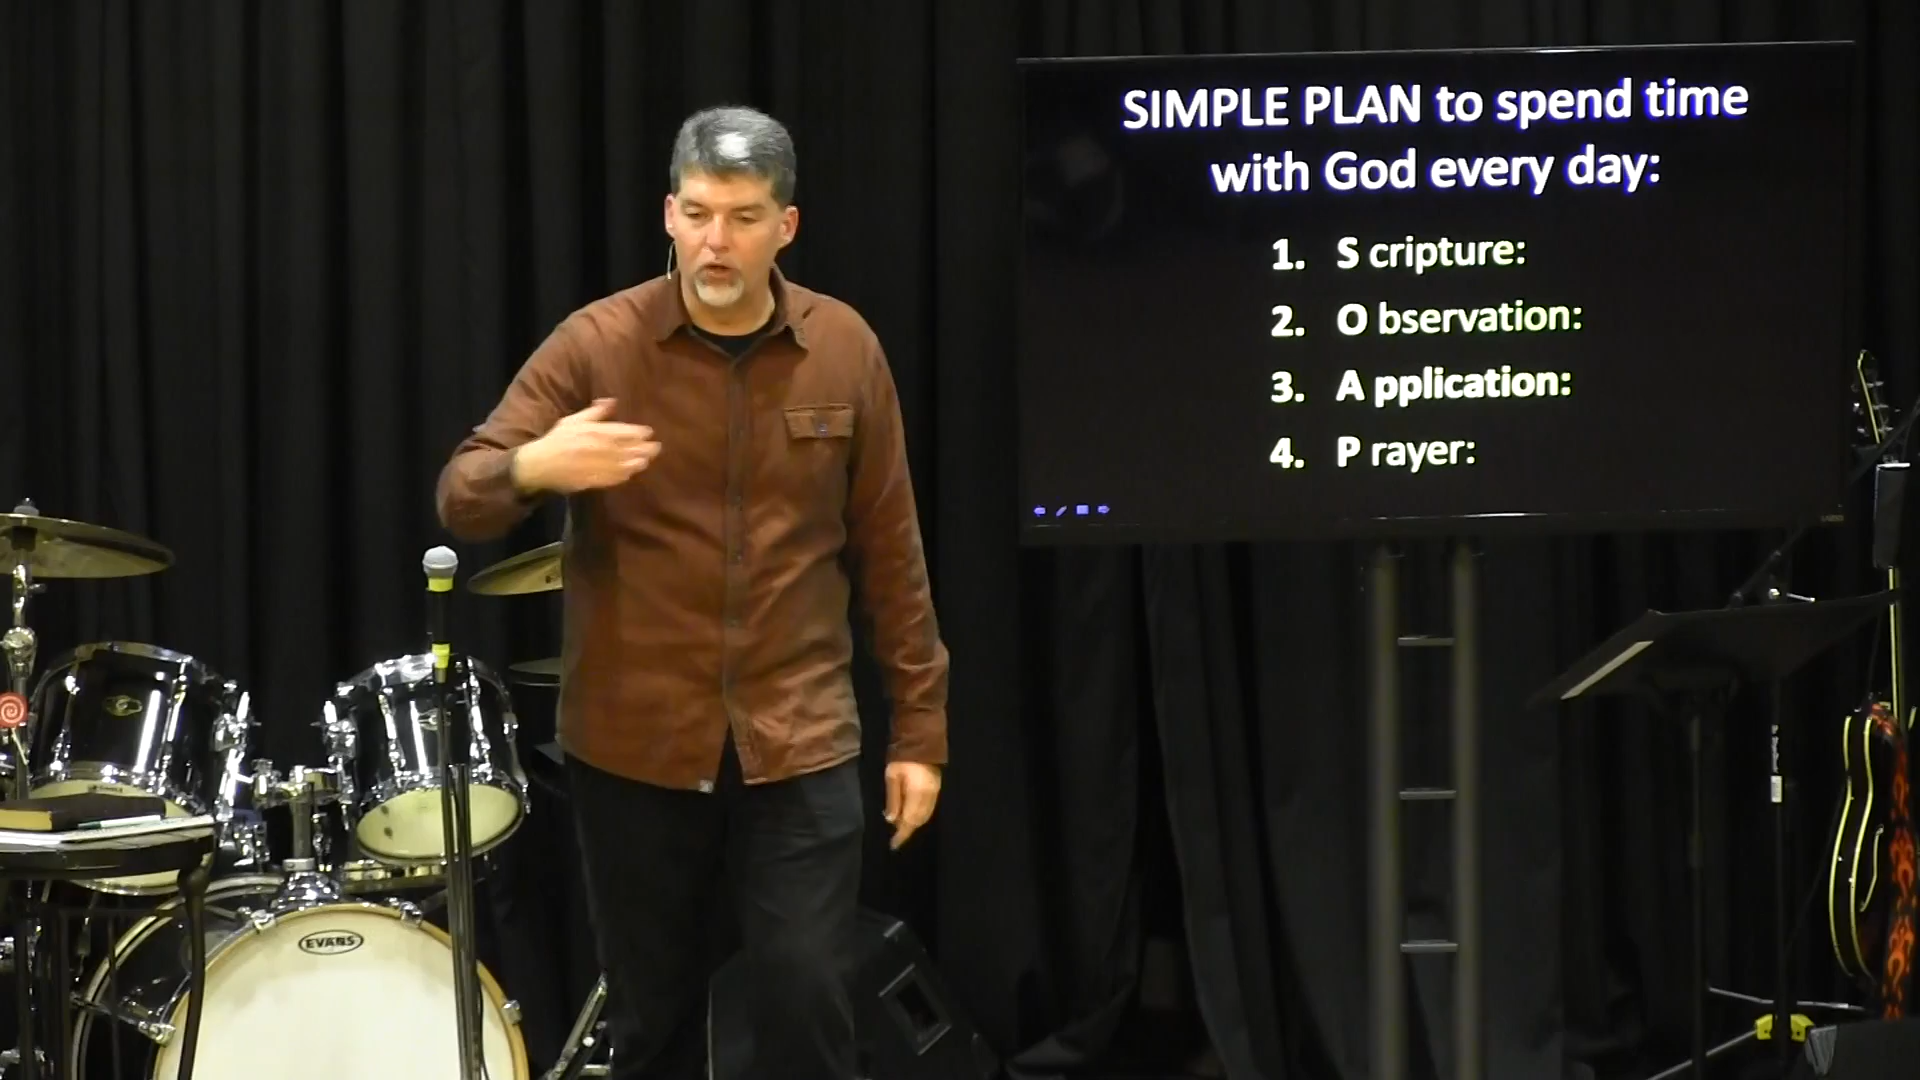 SIMPLE PLAN to spend time
with God every day:
1. S cripture:
2. O bservation:
3. A pplication:
4. P rayer:
EVANS